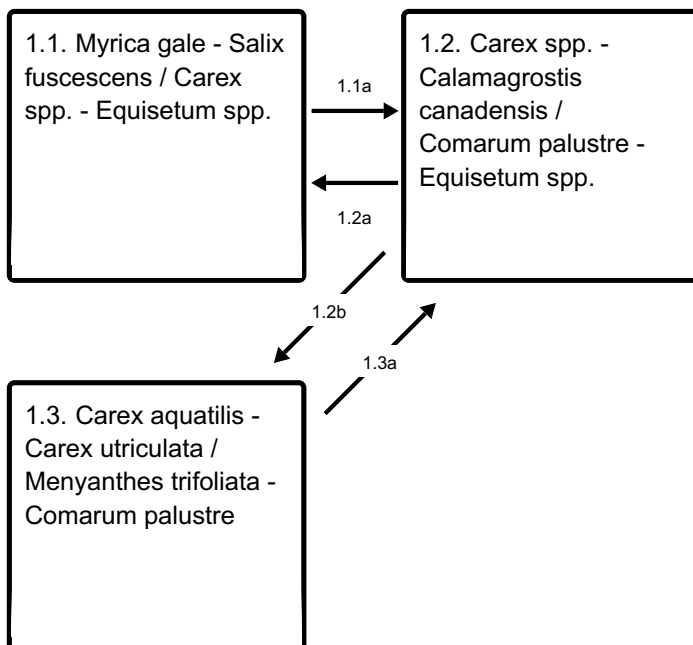 1.1. Myrica gale - Salix
fuscescens / Carex
spp. - Equisetum spp.
1.1a
1.2. Carex spp. -
Calamagrostis
canadensis /
Comarum palustre -
Equisetum spp.
1.2a
1.2b
1.3a
1.3. Carex aquatilis -
Carex utriculata /
Menyanthes trifoliata -
Comarum palustre